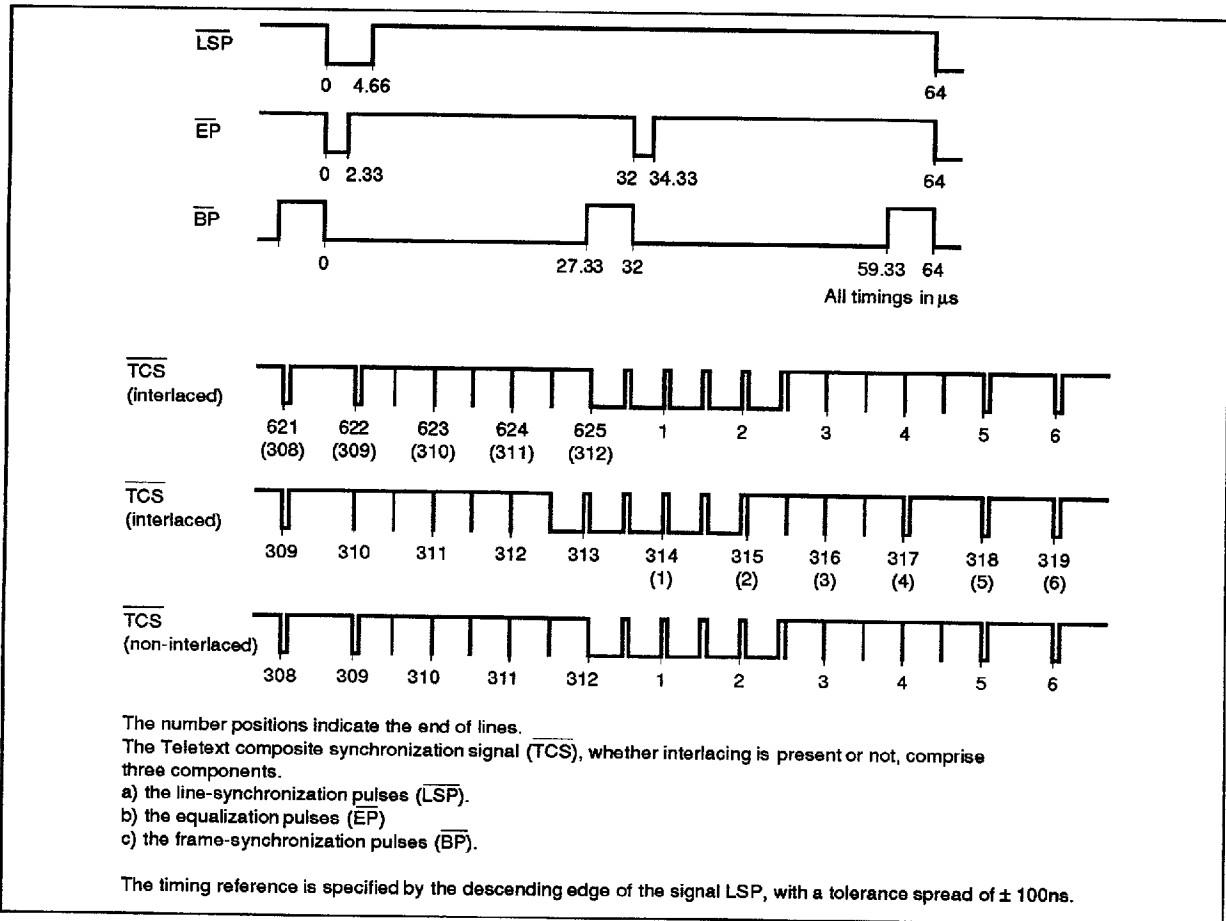 LSP
0 4.66 64
EP
0 2.33 32 34.33 64
BP
0 27.33 32 59.33 64
All timings in µs
TCS
(interlaced)
621 622 623 624 625 1 2 3 4 5 6
(308) (309) (310) (311) (312)
TCS
(interlaced)
309 310 311 312 313 314 315 316 317 318 319
(1) (2) (3) (4) (5) (6)
TCS
(non-interlaced)
308 309 310 311 312 1 2 3 4 5 6
The number positions indicate the end of lines.
The Teletext composite synchronization signal (TCS), whether interlacing is present or not, comprise
three components.
a) the line-synchronization pulses (LSP).
b) the equalization pulses (EP)
c) the frame-synchronization pulses (BP).
The timing reference is specified by the descending edge of the signal LSP, with a tolerance spread of ± 100ns.